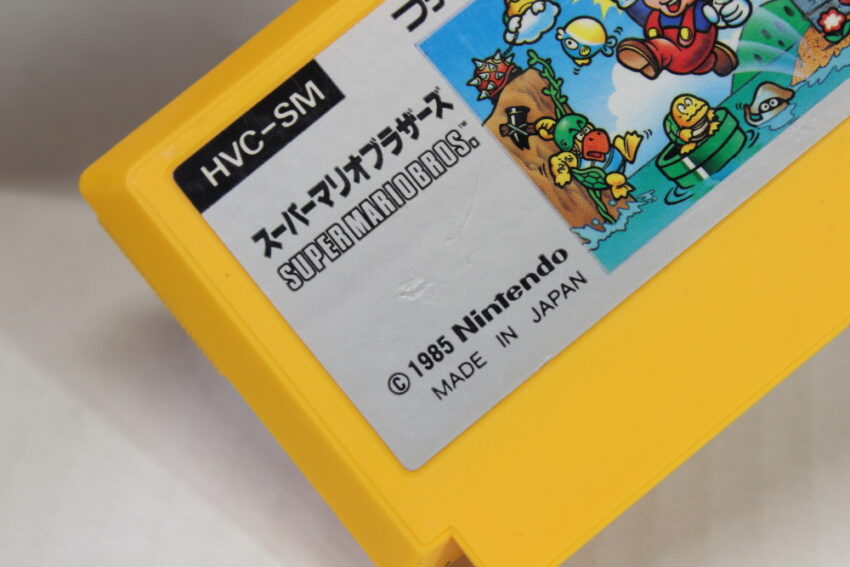 HVC-SM
スーパーマリオブラザーズ
SUPER MARIO BROS.™
© 1985 Nintendo
MADE IN JAPAN